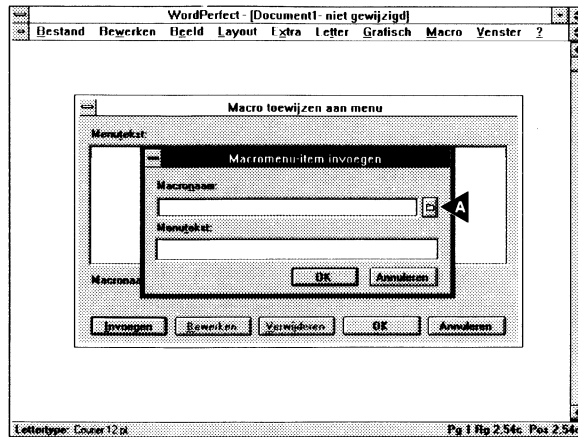 WordPerfect - [Document1- niet gewijzigd]
Bestand Bewerken Beeld Layout Extra Letter Grafisch Macro Venster ?
Macro toewijzen aan menu
Menutekst:
Macromenu-item invoegen
Macronaam:
A
Menutekst:
OK Annuleren
Macronaa
Invoegen Bewerken Verwijderen OK Annuleren
Lettertype: Courier 12 pt Pg 1 Rg 2.54c Pos 2.54c